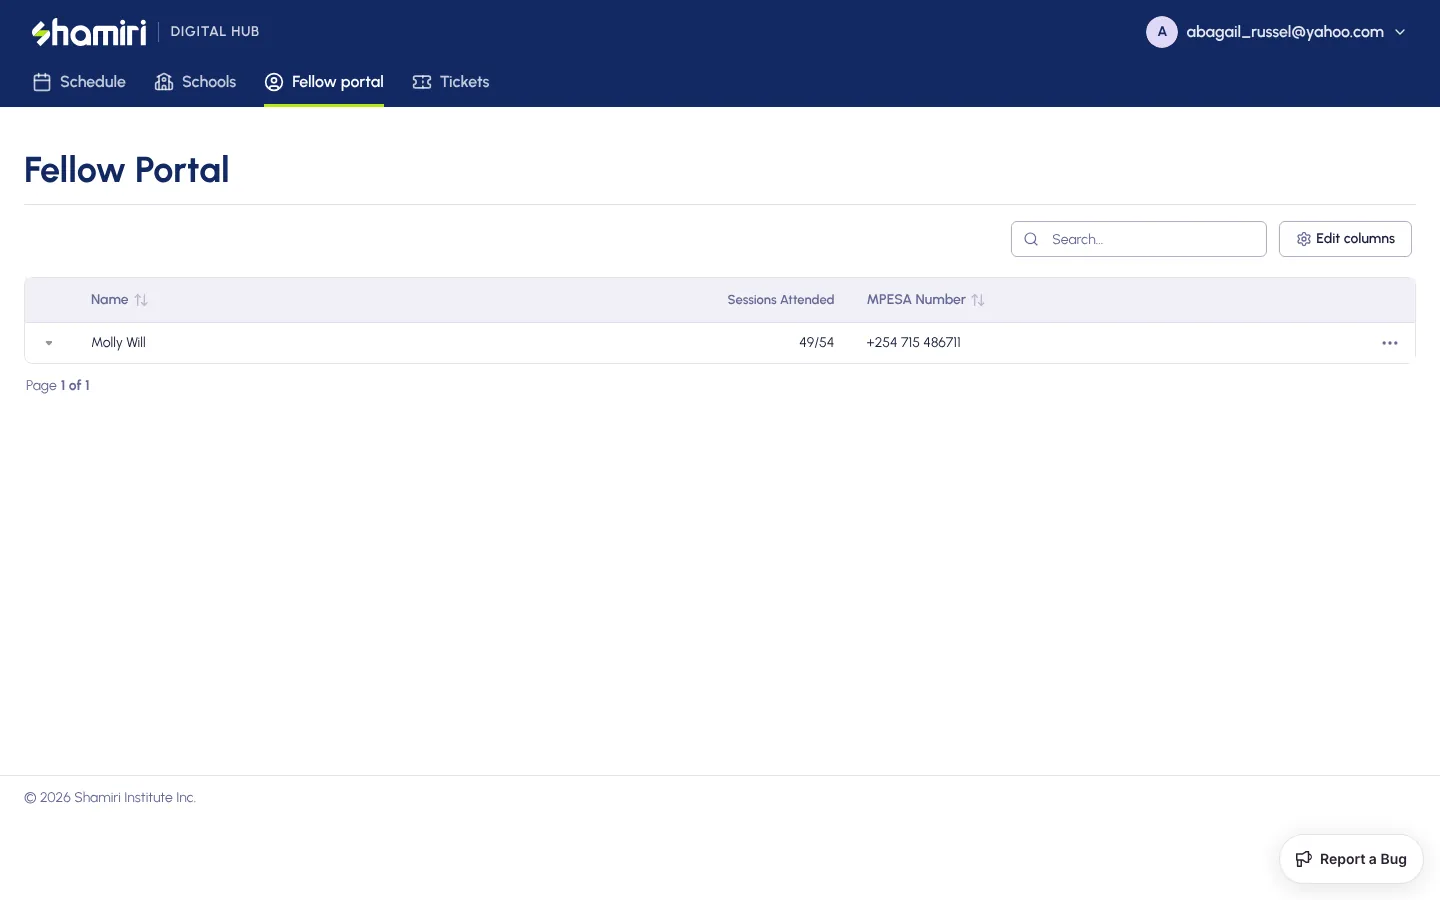 shamiri DIGITAL HUB
A abagail_russel@yahoo.com
Schedule Schools Fellow portal Tickets
Fellow Portal
Search...
Edit columns
Name Sessions Attended MPESA Number
Molly Will 49/54 +254 715 486711
Page 1 of 1
© 2026 Shamiri Institute Inc.
Report a Bug